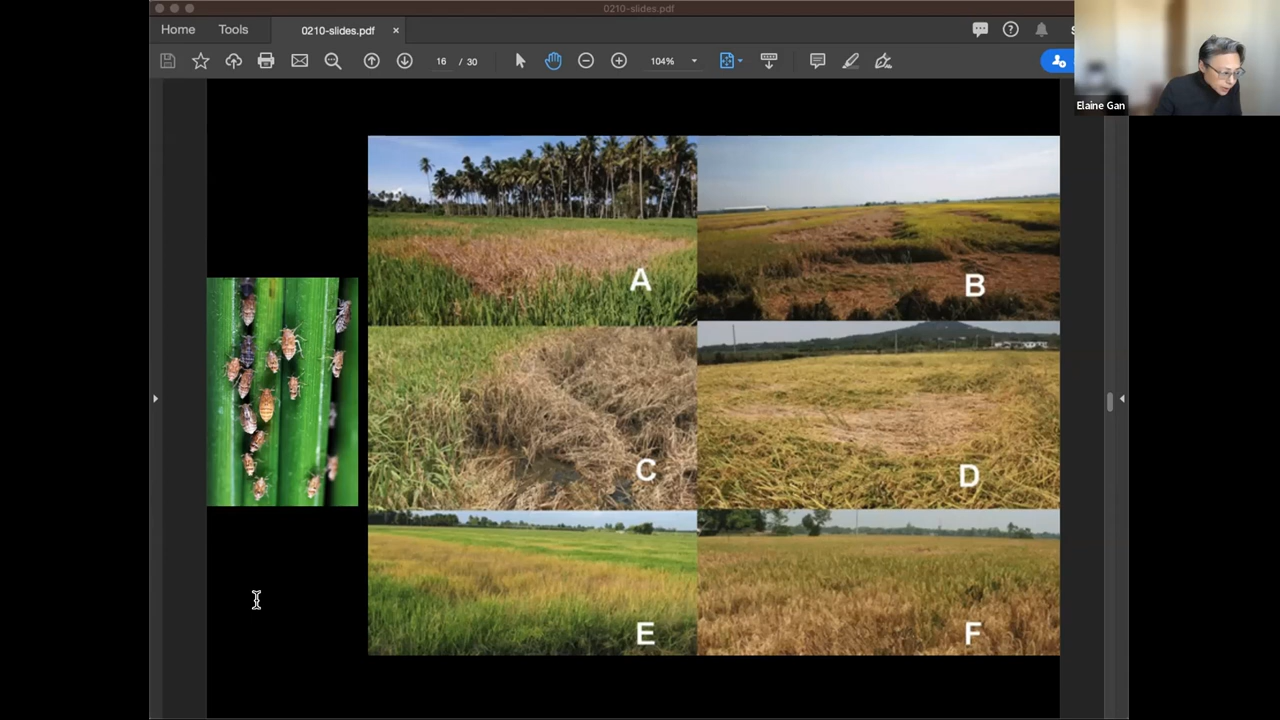 0210-slides.pdf
Home Tools 0210-slides.pdf ×
16 / 30 104%
Elaine Gan
A B
C D
E F